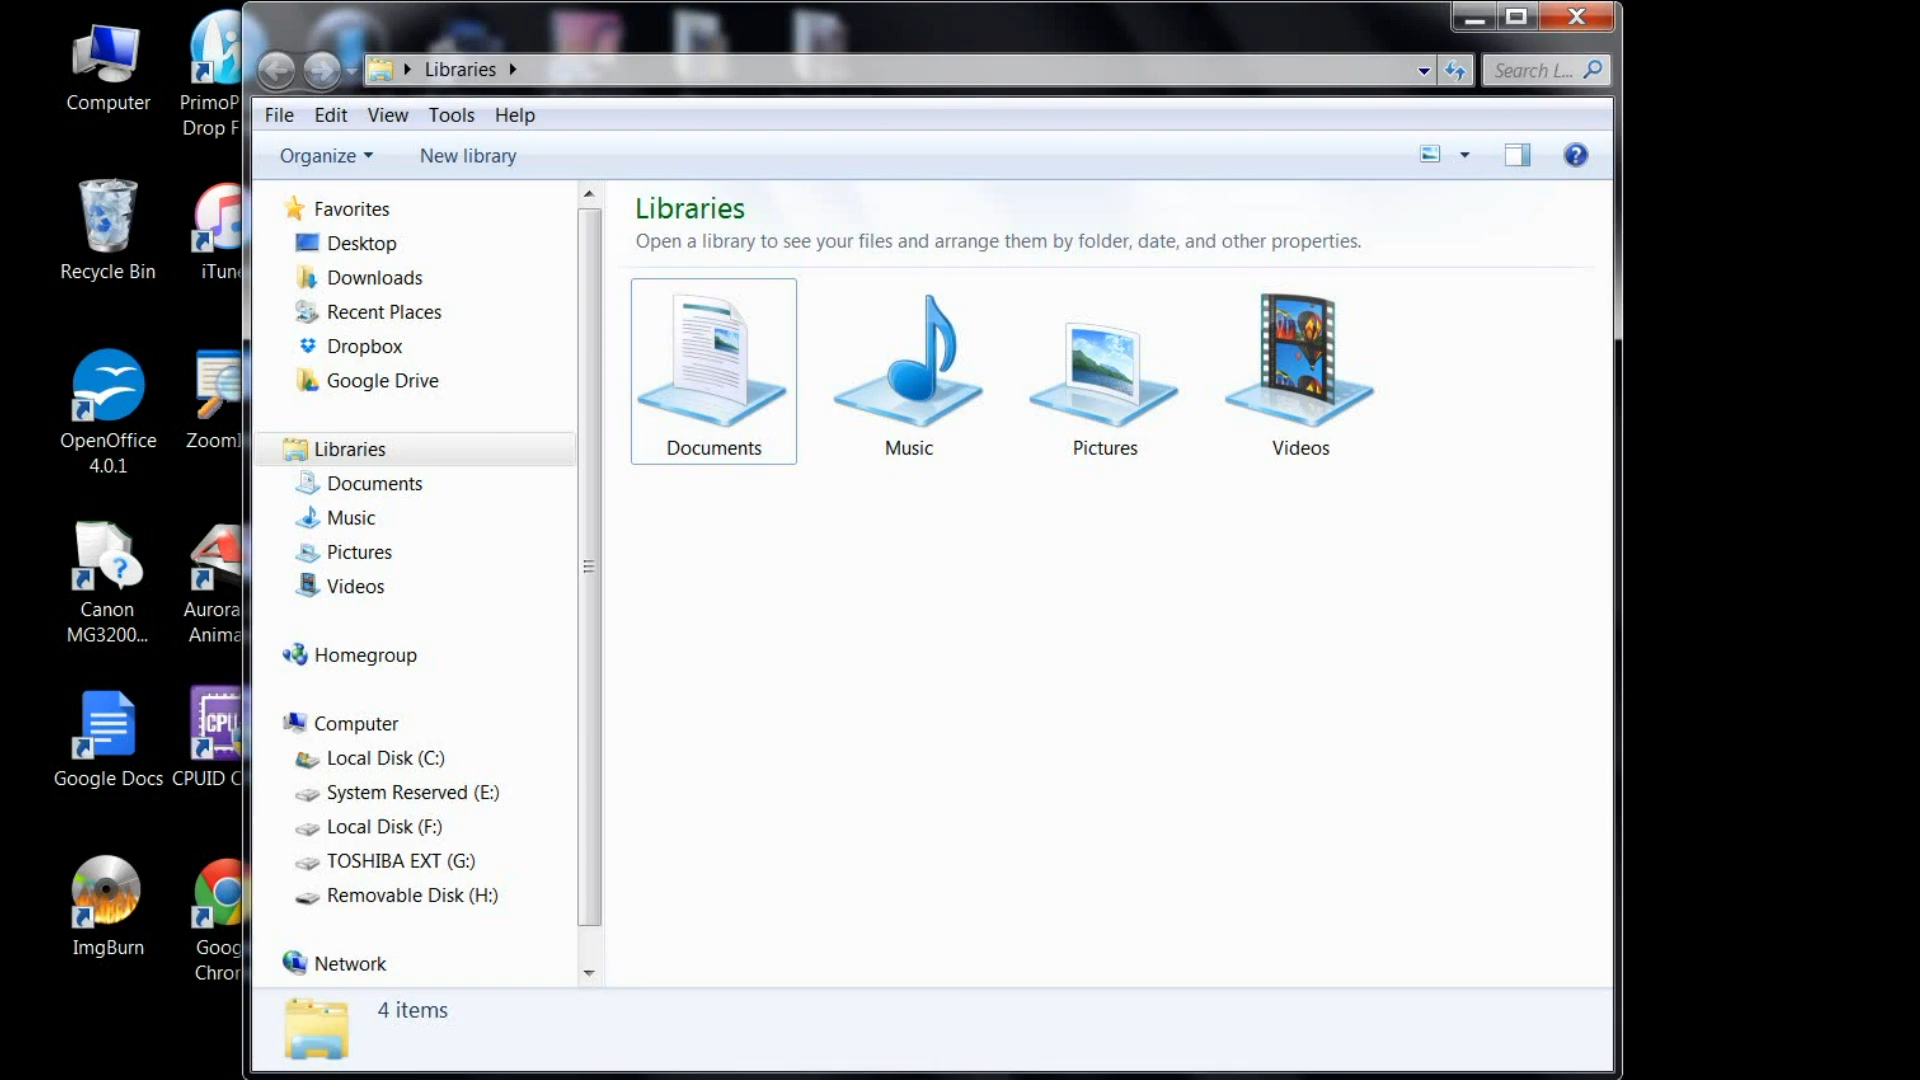 Computer
PrimoP
Drop F
Recycle Bin
iTun
OpenOffice
4.0.1
ZoomI
Canon
MG3200...
Aurora
Anima
Google Docs
CPUID C
CPU
ImgBurn
Goog
Chron
Libraries
Search L...
File Edit View Tools Help
Organize New library
Favorites
Desktop
Downloads
Recent Places
Dropbox
Google Drive
Libraries
Documents
Music
Pictures
Videos
Homegroup
Computer
Local Disk (C:)
System Reserved (E:)
Local Disk (F:)
TOSHIBA EXT (G:)
Removable Disk (H:)
Network
Libraries
Open a library to see your files and arrange them by folder, date, and other properties.
Documents Music Pictures Videos
4 items